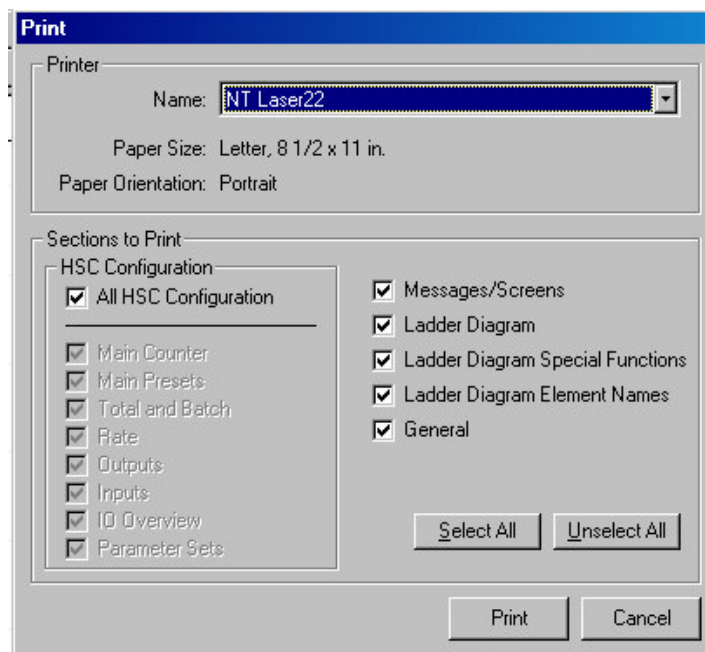 Print
Printer
Name: NT Laser22
Paper Size: Letter, 8 1/2 x 11 in.
Paper Orientation: Portrait
Sections to Print
HSC Configuration
All HSC Configuration
Main Counter
Main Presets
Total and Batch
Rate
Outputs
Inputs
IO Overview
Parameter Sets
Messages/Screens
Ladder Diagram
Ladder Diagram Special Functions
Ladder Diagram Element Names
General
Select All Unselect All
Print Cancel